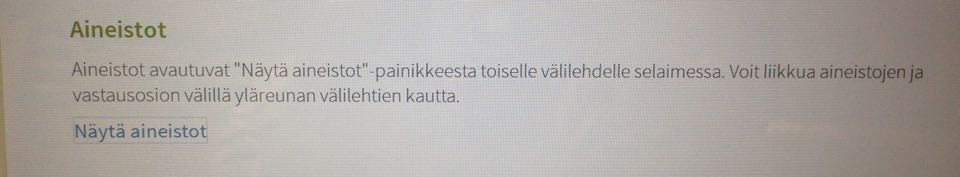 Aineistot
Aineistot avautuvat "Näytä aineistot"-painikkeesta toiselle välilehdelle selaimessa. Voit liikkua aineistojen ja
vastausosion välillä yläreunan välilehtien kautta.
Näytä aineistot